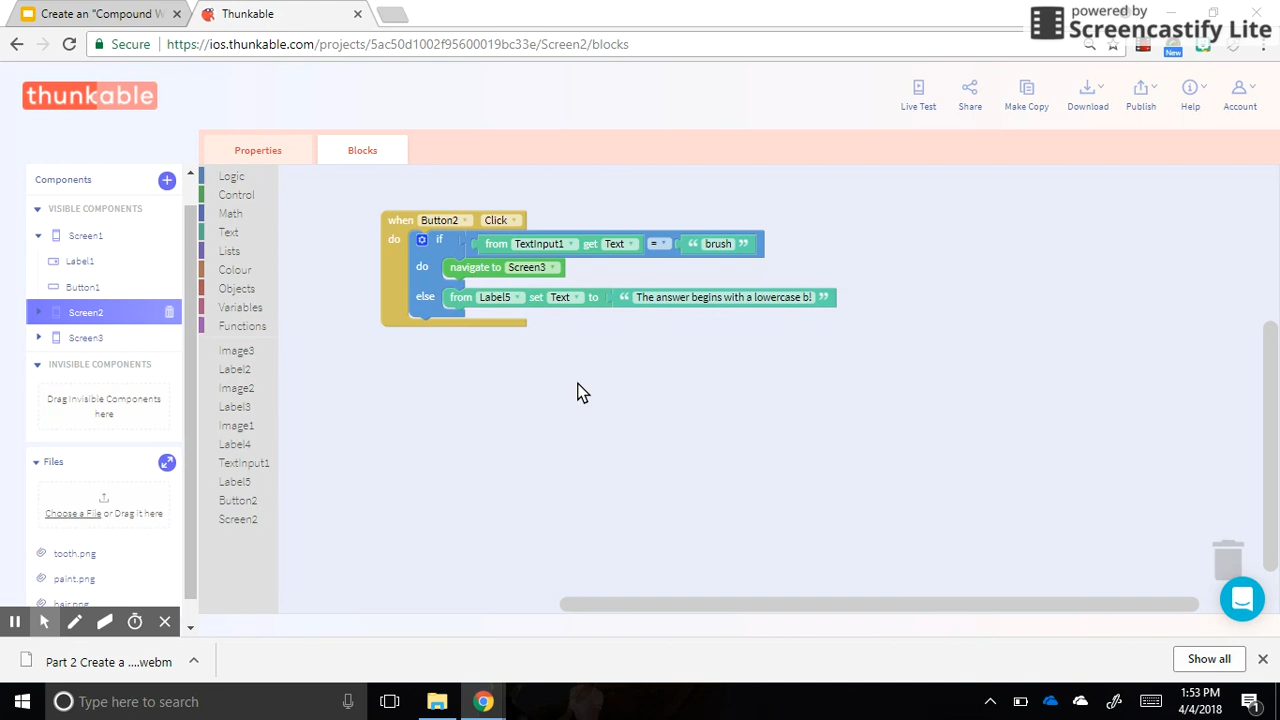 Create an "Compound W
Thunkable
powered by
Screencastify Lite
Secure
https://ios.thunkable.com/projects/5ac50d1002f95091119bc33e/Screen2/blocks
New
thunkable
Live Test
Share
Make Copy
Download
Publish
Help
Account
Properties
Blocks
Components
VISIBLE COMPONENTS
Screen1
Label1
Button1
Screen2
Screen3
INVISIBLE COMPONENTS
Drag Invisible Components
here
Files
Choose a File or Drag it here
tooth.png
paint.png
hair.png
Logic
Control
Math
Text
Lists
Colour
Objects
Variables
Functions
Image3
Label2
Image2
Label3
Image1
Label4
TextInput1
Label5
Button2
Screen2
when Button2 Click
do if from TextInput1 get Text = “ brush ”
do navigate to Screen3
else from Label5 set Text to “ The answer begins with a lowercase b! ”
Part 2 Create a ....webm
Show all
Type here to search
1:53 PM
4/4/2018